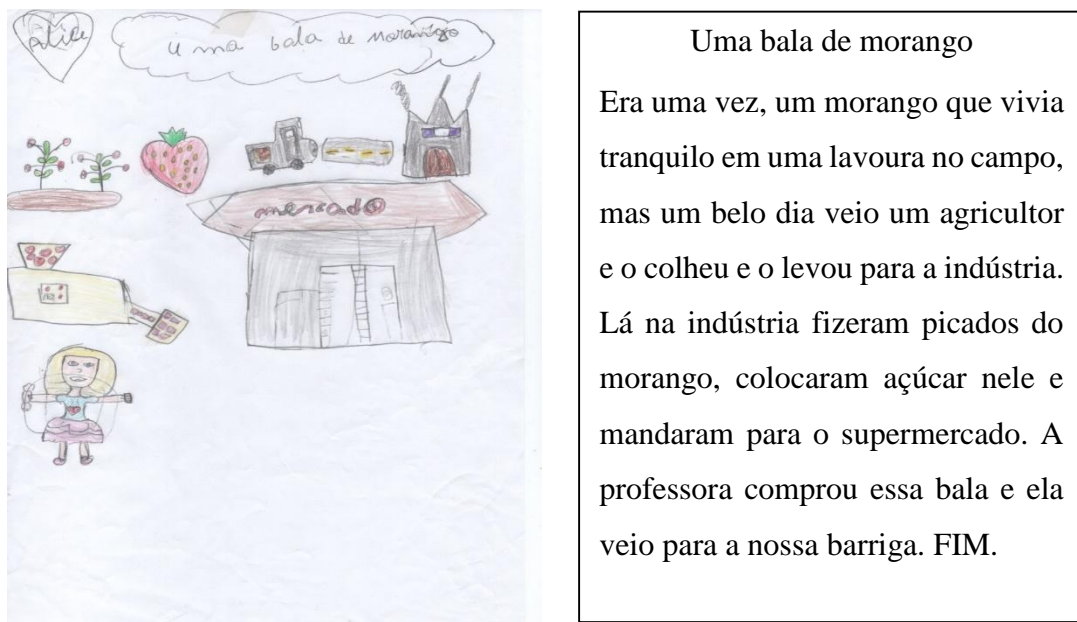 Alice
Uma bala de morango
mercado
Uma bala de morango
Era uma vez, um morango que vivia
tranquilo em uma lavoura no campo,
mas um belo dia veio um agricultor
e o colheu e o levou para a indústria.
Lá na indústria fizeram picados do
morango, colocaram açúcar nele e
mandaram para o supermercado. A
professora comprou essa bala e ela
veio para a nossa barriga. FIM.